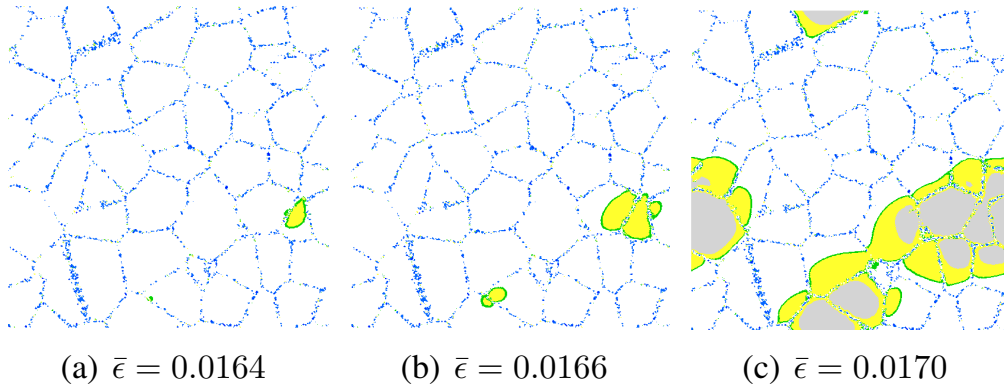 (a) ϵ̄ = 0.0164
(b) ϵ̄ = 0.0166
(c) ϵ̄ = 0.0170